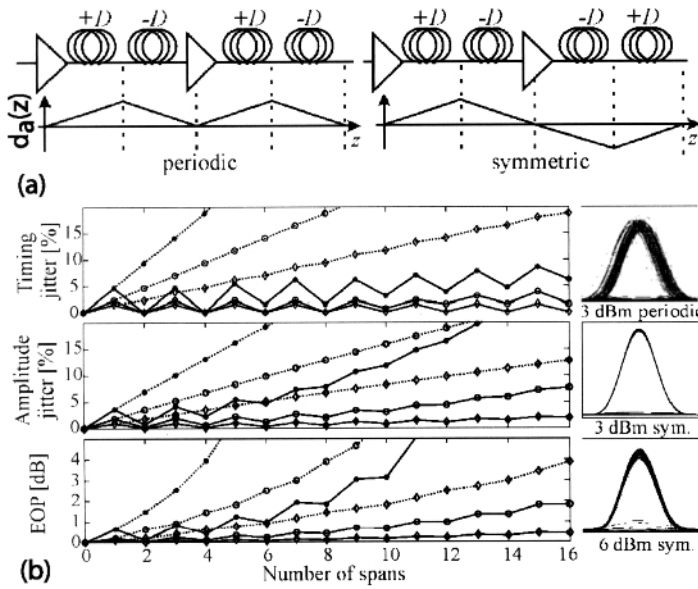 +D -D +D -D +D -D -D +D
d_a(z)
z
z
periodic
symmetric
(a)
Timing
jitter [%]
15
10
5
0
3 dBm periodic
Amplitude
jitter [%]
15
10
5
0
3 dBm sym.
EOP [dB]
4
3
2
1
0
6 dBm sym.
0 2 4 6 8 10 12 14 16
Number of spans
(b)